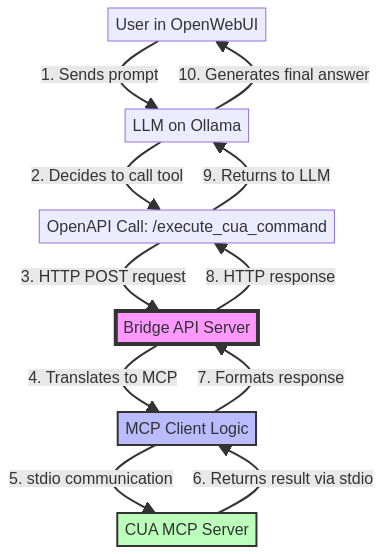 User in OpenWebUI
1. Sends prompt
10. Generates final answer
LLM on Ollama
2. Decides to call tool
9. Returns to LLM
OpenAPI Call: /execute_cua_command
3. HTTP POST request
8. HTTP response
Bridge API Server
4. Translates to MCP
7. Formats response
MCP Client Logic
5. stdio communication
6. Returns result via stdio
CUA MCP Server